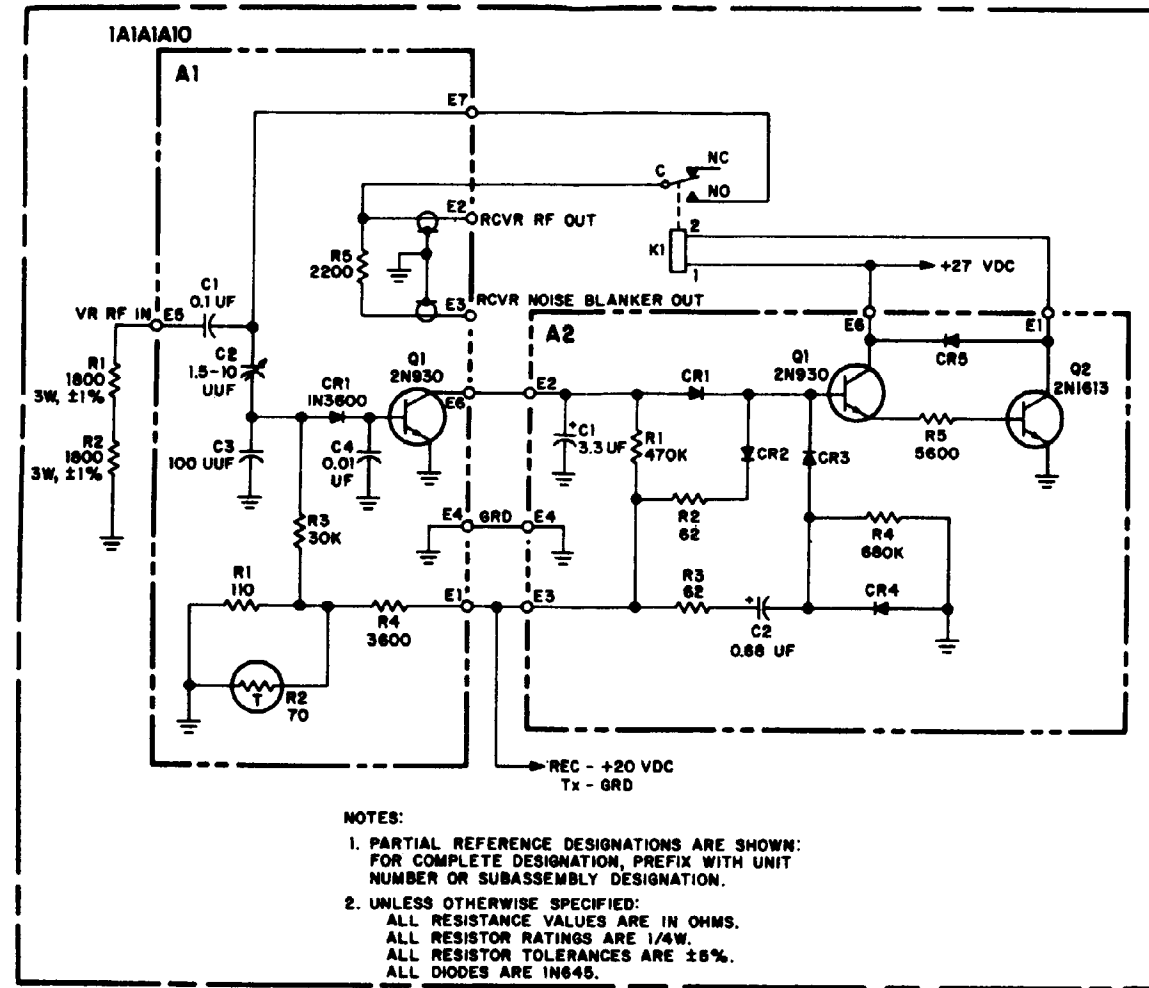 1A1A1A10
A1
E7
C
NC
NO
E2
RCVR RF OUT
2
K1
1
+27 VDC
R5
2200
C1
0.1 UF
VR RF IN
E5
E3
RCVR NOISE BLANKER OUT
E6
E1
A2
R1
1800
3W, ±1%
C2
1.5-10
UUF
CR1
1N3600
Q1
2N930
E6
E2
CR1
Q1
2N930
CR5
Q2
2N1613
R2
1800
3W, ±1%
C3
100 UUF
C4
0.01
UF
+
C1
3.3 UF
R1
470K
CR2
CR3
R5
5600
R3
30K
E4
GRD
E4
R2
62
R4
680K
R1
110
R4
3600
E1
E3
R3
62
+
C2
0.68 UF
CR4
T
R2
70
REC - +20 VDC
Tx - GRD
NOTES:
1. PARTIAL REFERENCE DESIGNATIONS ARE SHOWN:
FOR COMPLETE DESIGNATION, PREFIX WITH UNIT
NUMBER OR SUBASSEMBLY DESIGNATION.
2. UNLESS OTHERWISE SPECIFIED:
ALL RESISTANCE VALUES ARE IN OHMS.
ALL RESISTOR RATINGS ARE 1/4W.
ALL RESISTOR TOLERANCES ARE ±5%.
ALL DIODES ARE 1N645.